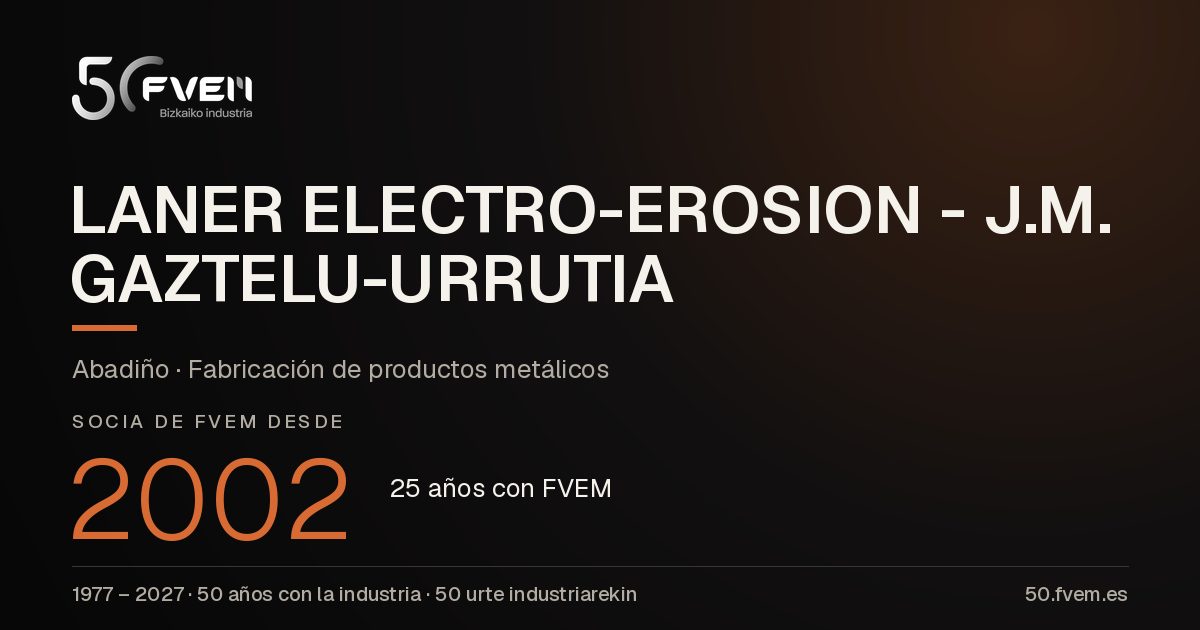 50 FVEM
Bizkaiko industria
LANER ELECTRO-EROSION - J.M.
GAZTELU-URRUTIA
Abadiño · Fabricación de productos metálicos
SOCIA DE FVEM DESDE
2002
25 años con FVEM
1977 – 2027 · 50 años con la industria · 50 urte industriarekin
50.fvem.es